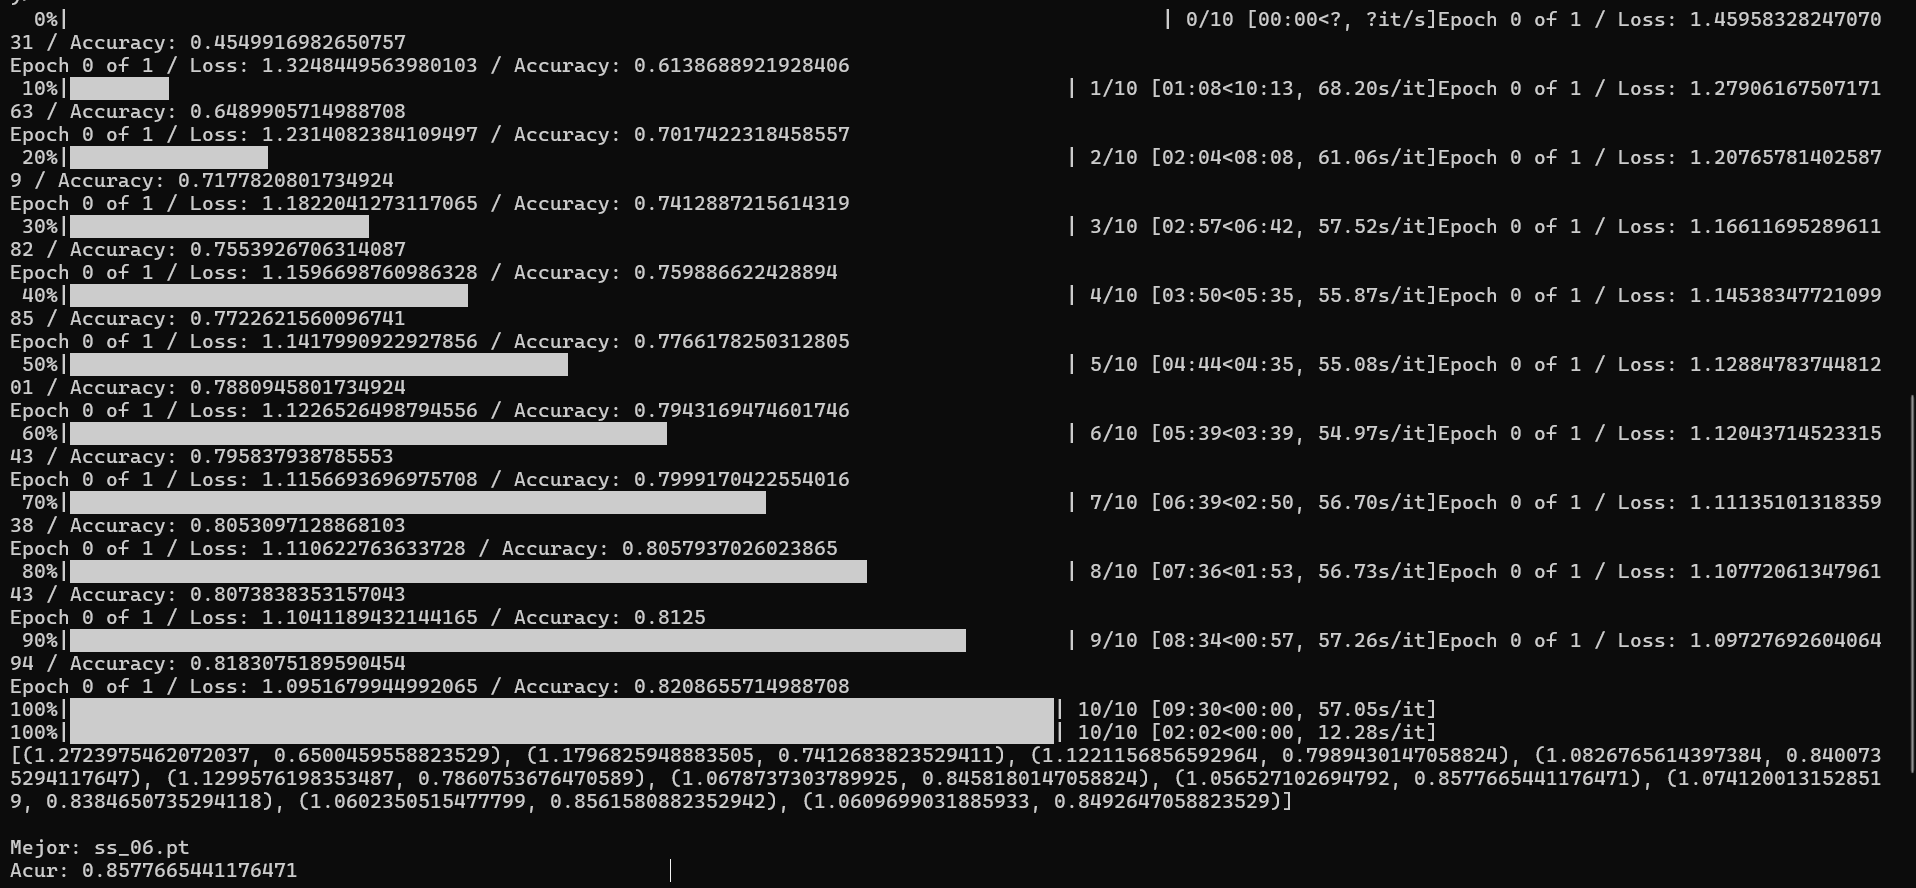 0%| | 0/10 [00:00<?, ?it/s]Epoch 0 of 1 / Loss: 1.45958328247070
31 / Accuracy: 0.4549916982650757
Epoch 0 of 1 / Loss: 1.3248449563980103 / Accuracy: 0.6138688921928406
10%| | 1/10 [01:08<10:13, 68.20s/it]Epoch 0 of 1 / Loss: 1.27906167507171
63 / Accuracy: 0.6489905714988708
Epoch 0 of 1 / Loss: 1.2314082384109497 / Accuracy: 0.7017422318458557
20%| | 2/10 [02:04<08:08, 61.06s/it]Epoch 0 of 1 / Loss: 1.20765781402587
9 / Accuracy: 0.7177820801734924
Epoch 0 of 1 / Loss: 1.1822041273117065 / Accuracy: 0.7412887215614319
30%| | 3/10 [02:57<06:42, 57.52s/it]Epoch 0 of 1 / Loss: 1.16611695289611
82 / Accuracy: 0.7553926706314087
Epoch 0 of 1 / Loss: 1.1596698760986328 / Accuracy: 0.759886622428894
40%| | 4/10 [03:50<05:35, 55.87s/it]Epoch 0 of 1 / Loss: 1.14538347721099
85 / Accuracy: 0.7722621560096741
Epoch 0 of 1 / Loss: 1.1417990922927856 / Accuracy: 0.7766178250312805
50%| | 5/10 [04:44<04:35, 55.08s/it]Epoch 0 of 1 / Loss: 1.12884783744812
01 / Accuracy: 0.7880945801734924
Epoch 0 of 1 / Loss: 1.1226526498794556 / Accuracy: 0.7943169474601746
60%| | 6/10 [05:39<03:39, 54.97s/it]Epoch 0 of 1 / Loss: 1.12043714523315
43 / Accuracy: 0.795837938785553
Epoch 0 of 1 / Loss: 1.1156693696975708 / Accuracy: 0.7999170422554016
70%| | 7/10 [06:39<02:50, 56.70s/it]Epoch 0 of 1 / Loss: 1.11135101318359
38 / Accuracy: 0.8053097128868103
Epoch 0 of 1 / Loss: 1.110622763633728 / Accuracy: 0.8057937026023865
80%| | 8/10 [07:36<01:53, 56.73s/it]Epoch 0 of 1 / Loss: 1.10772061347961
43 / Accuracy: 0.8073838353157043
Epoch 0 of 1 / Loss: 1.1041189432144165 / Accuracy: 0.8125
90%| | 9/10 [08:34<00:57, 57.26s/it]Epoch 0 of 1 / Loss: 1.09727692604064
94 / Accuracy: 0.8183075189590454
Epoch 0 of 1 / Loss: 1.0951679944992065 / Accuracy: 0.8208655714988708
100%| | 10/10 [09:30<00:00, 57.05s/it]
100%| | 10/10 [02:02<00:00, 12.28s/it]
[(1.2723975462072037, 0.6500459558823529), (1.1796825948883505, 0.7412683823529411), (1.122115685659​2964, 0.7989430147058824), (1.0826765614397384, 0.840073
5294117647), (1.1299576198353487, 0.7860753676470589), (1.0678737303789925, 0.8458180147058824), (1.056527102694792, 0.8577665441176471), (1.074120013152851
9, 0.8384650735294118), (1.0602350515477799, 0.8561580882352942), (1.0609699031885933, 0.8492647058823529)]
Mejor: ss_06.pt
Acur: 0.8577665441176471